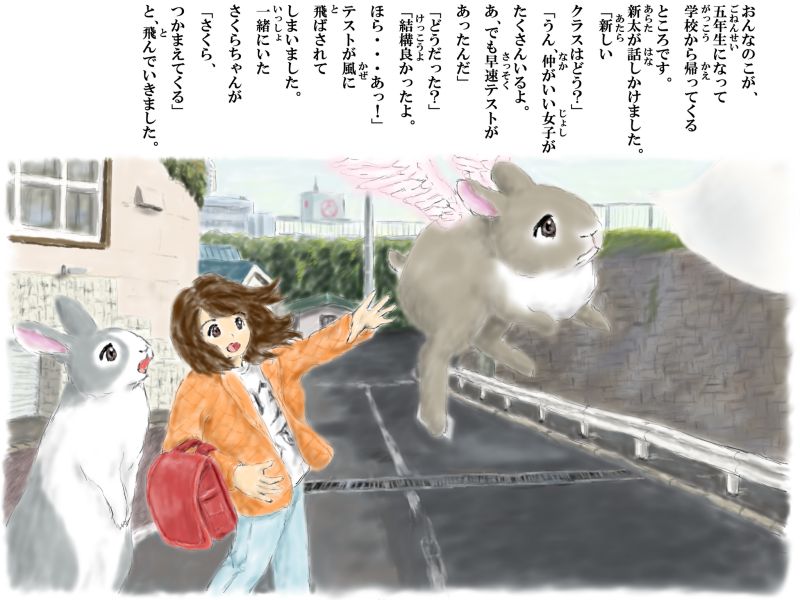 おんなのこが、
五年生になって
学校から帰ってくる
ところです。
新太が話しかけました。
「新しい
クラスはどう？」
「うん 仲がいい女子が
たくさんいるよ。
あ、でも早速テストが
あったんだ」
「どうだった？」
「結構良かったよ。
ほら・・・あっ！」
テストが風に
飛ばされて
しまいました。
一緒にいた
さくらちゃんが
「さくら、
つかまえてくる」
と、飛んでいきました。